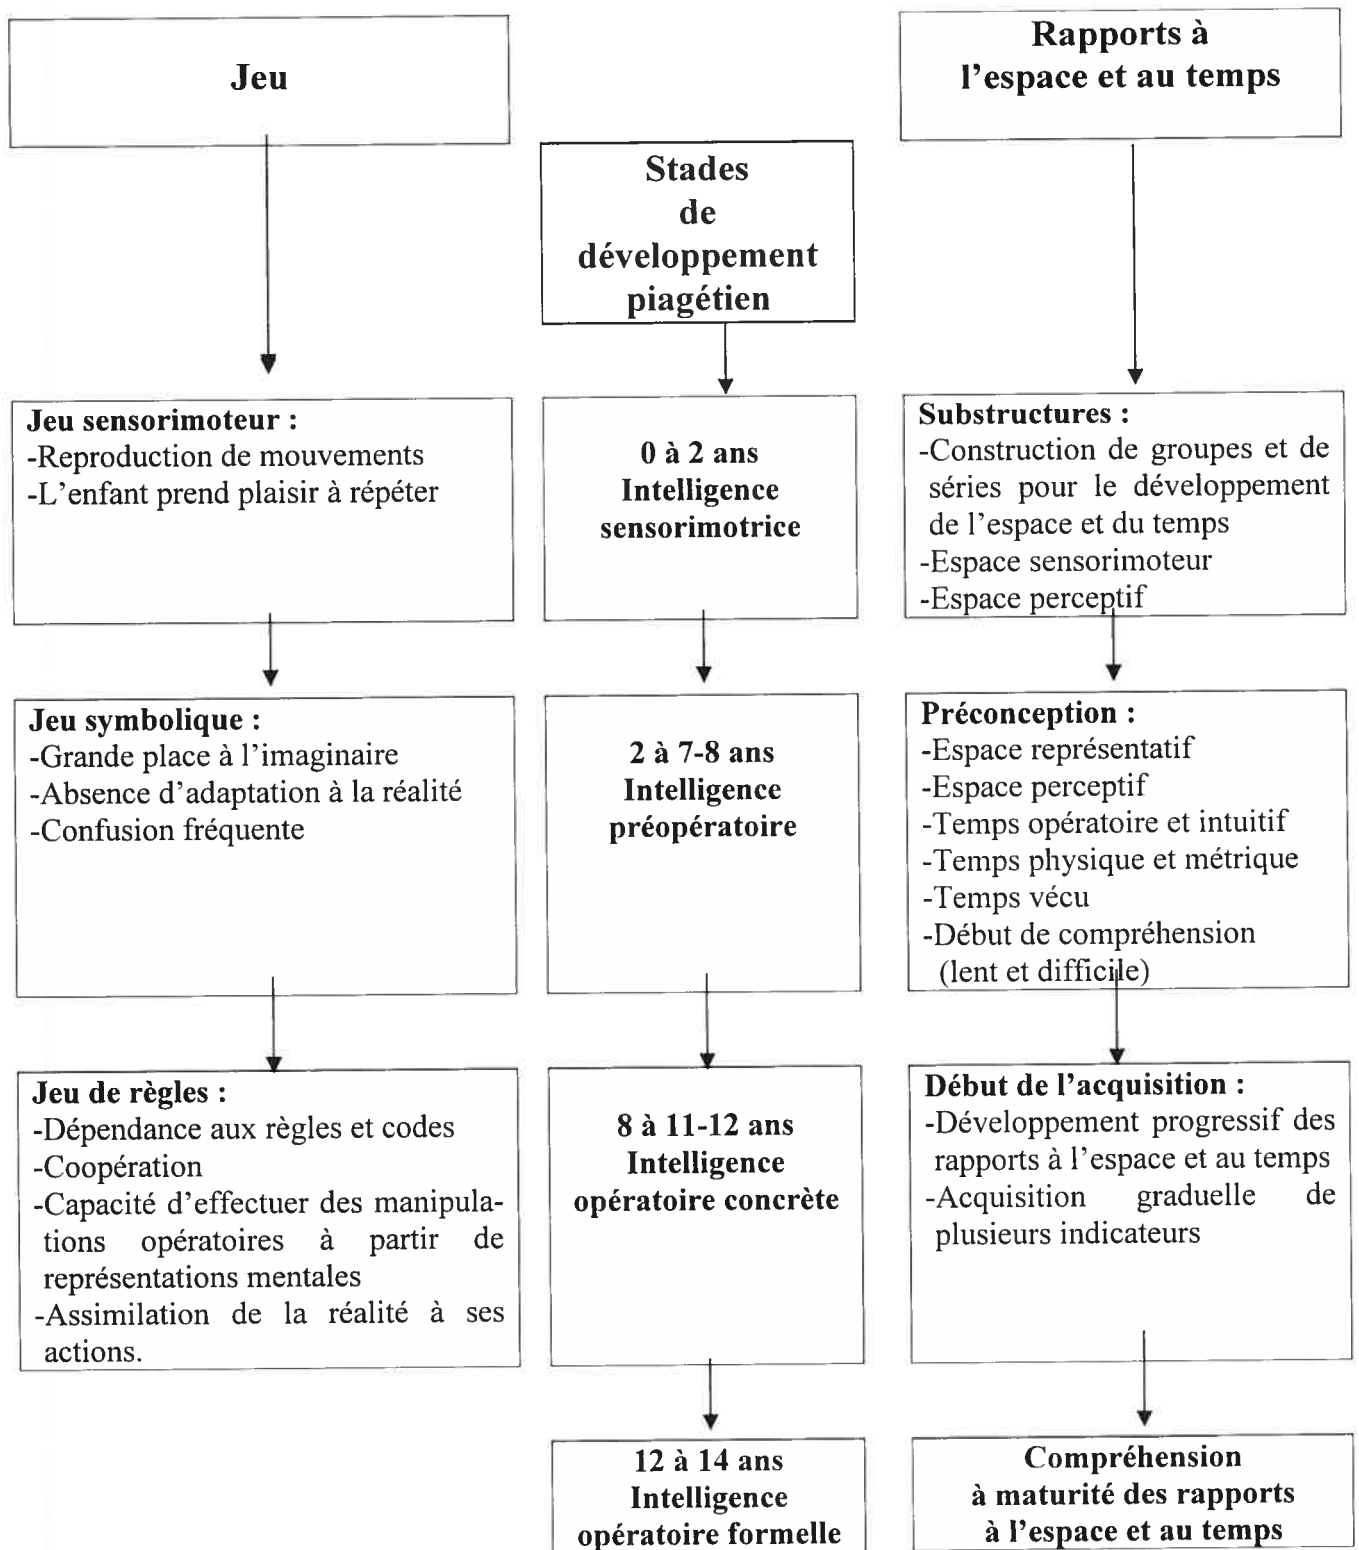 Jeu
Rapports à
l'espace et au temps
Stades
de
développement
piagétien
Jeu sensorimoteur :
-Reproduction de mouvements
-L'enfant prend plaisir à répéter
0 à 2 ans
Intelligence
sensorimotrice
Substructures :
-Construction de groupes et de
séries pour le développement
de l'espace et du temps
-Espace sensorimoteur
-Espace perceptif
Jeu symbolique :
-Grande place à l'imaginaire
-Absence d'adaptation à la réalité
-Confusion fréquente
2 à 7-8 ans
Intelligence
préopératoire
Préconception :
-Espace représentatif
-Espace perceptif
-Temps opératoire et intuitif
-Temps physique et métrique
-Temps vécu
-Début de compréhension
(lent et difficile)
Jeu de règles :
-Dépendance aux règles et codes
-Coopération
-Capacité d'effectuer des manipula-
tions opératoires à partir de
représentations mentales
-Assimilation de la réalité à ses
actions.
8 à 11-12 ans
Intelligence
opératoire concrète
Début de l'acquisition :
-Développement progressif des
rapports à l'espace et au temps
-Acquisition graduelle de
plusieurs indicateurs
12 à 14 ans
Intelligence
opératoire formelle
Compréhension
à maturité des rapports
à l'espace et au temps